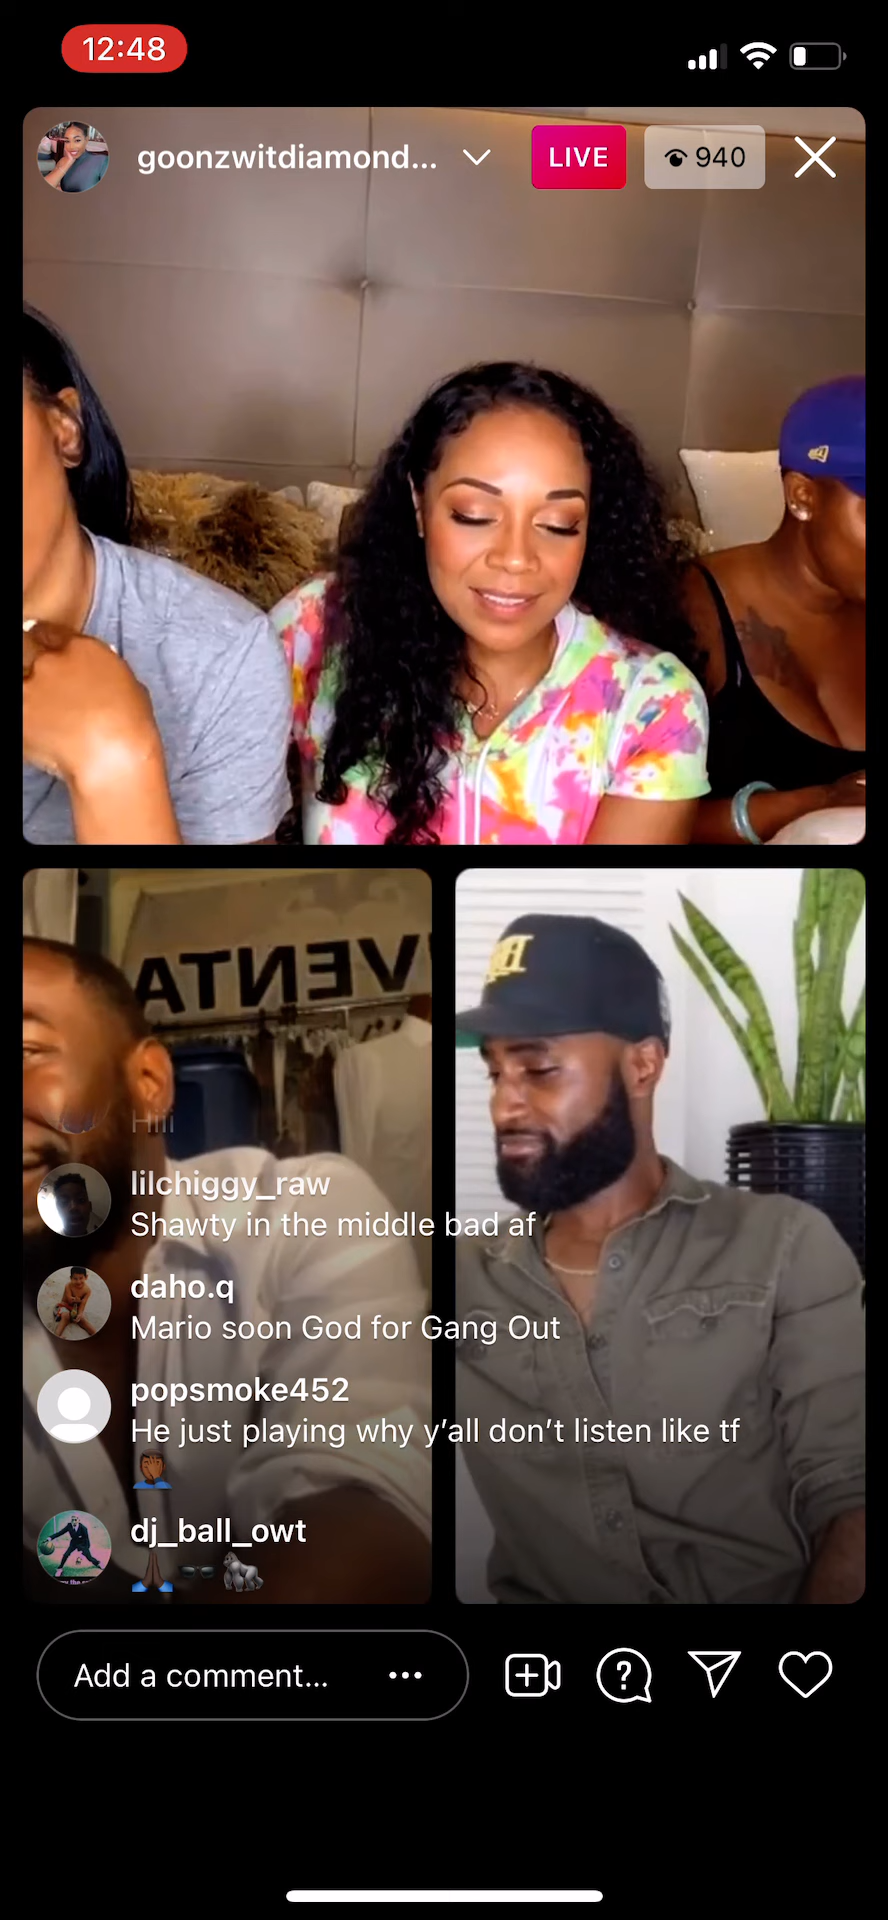 12:48
goonzwitdiamond...
LIVE
940
VENTA
Hiii
lilchiggy_raw
Shawty in the middle bad af
daho.q
Mario soon God for Gang Out
popsmoke452
He just playing why y'all don't listen like tf
🤦🏾‍♂️
dj_ball_owt
🙏🏾🕶🦍
Add a comment...